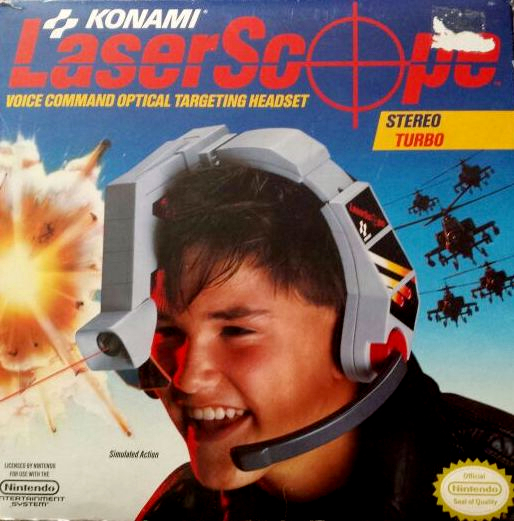 KONAMI®
LaserScope™
VOICE COMMAND OPTICAL TARGETING HEADSET
STEREO
TURBO
LaserScope
Simulated Action
LICENSED BY NINTENDO
FOR USE WITH THE
Nintendo
ENTERTAINMENT
SYSTEM®
Official
Nintendo
Seal of Quality